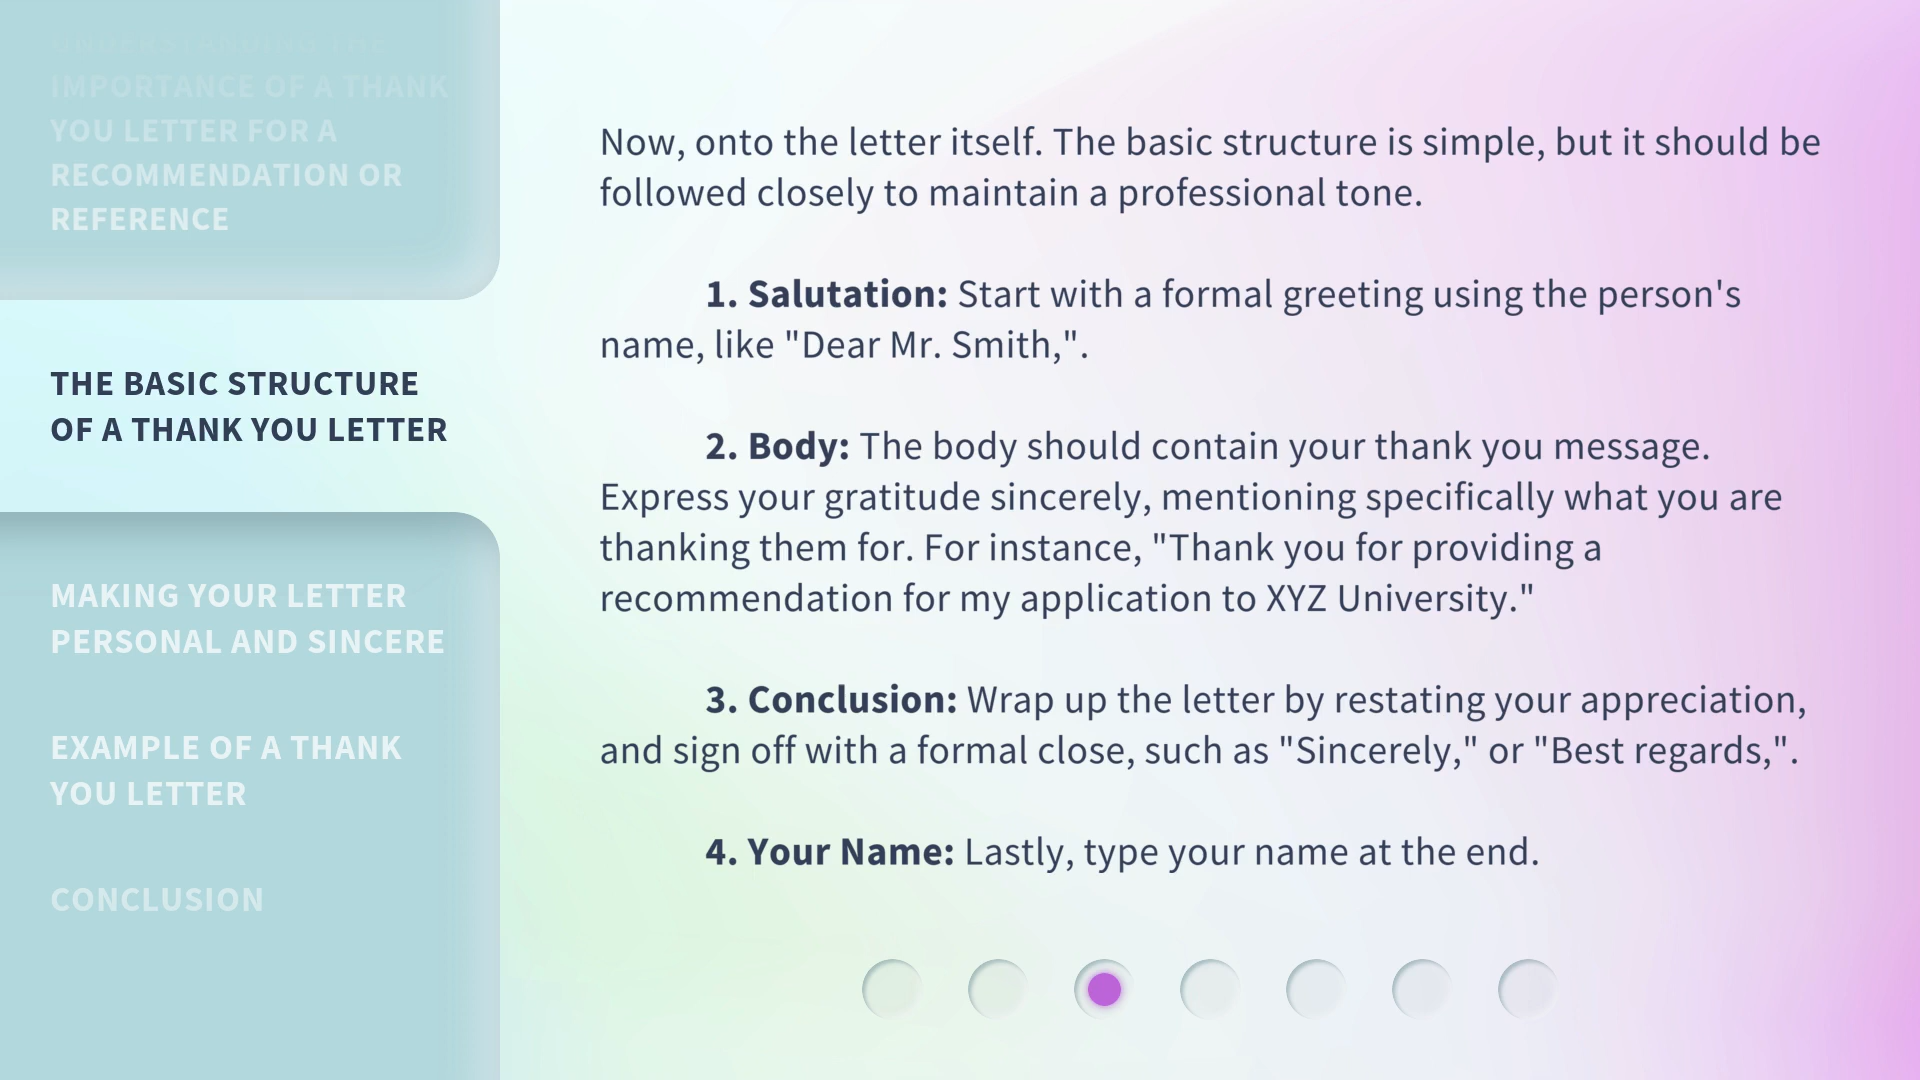 UNDERSTANDING THE
IMPORTANCE OF A THANK
YOU LETTER FOR A
RECOMMENDATION OR
REFERENCE
THE BASIC STRUCTURE
OF A THANK YOU LETTER
MAKING YOUR LETTER
PERSONAL AND SINCERE
EXAMPLE OF A THANK
YOU LETTER
CONCLUSION
Now, onto the letter itself. The basic structure is simple, but it should be
followed closely to maintain a professional tone.
1. Salutation: Start with a formal greeting using the person's
name, like "Dear Mr. Smith,".
2. Body: The body should contain your thank you message.
Express your gratitude sincerely, mentioning specifically what you are
thanking them for. For instance, "Thank you for providing a
recommendation for my application to XYZ University."
3. Conclusion: Wrap up the letter by restating your appreciation,
and sign off with a formal close, such as "Sincerely," or "Best regards,".
4. Your Name: Lastly, type your name at the end.